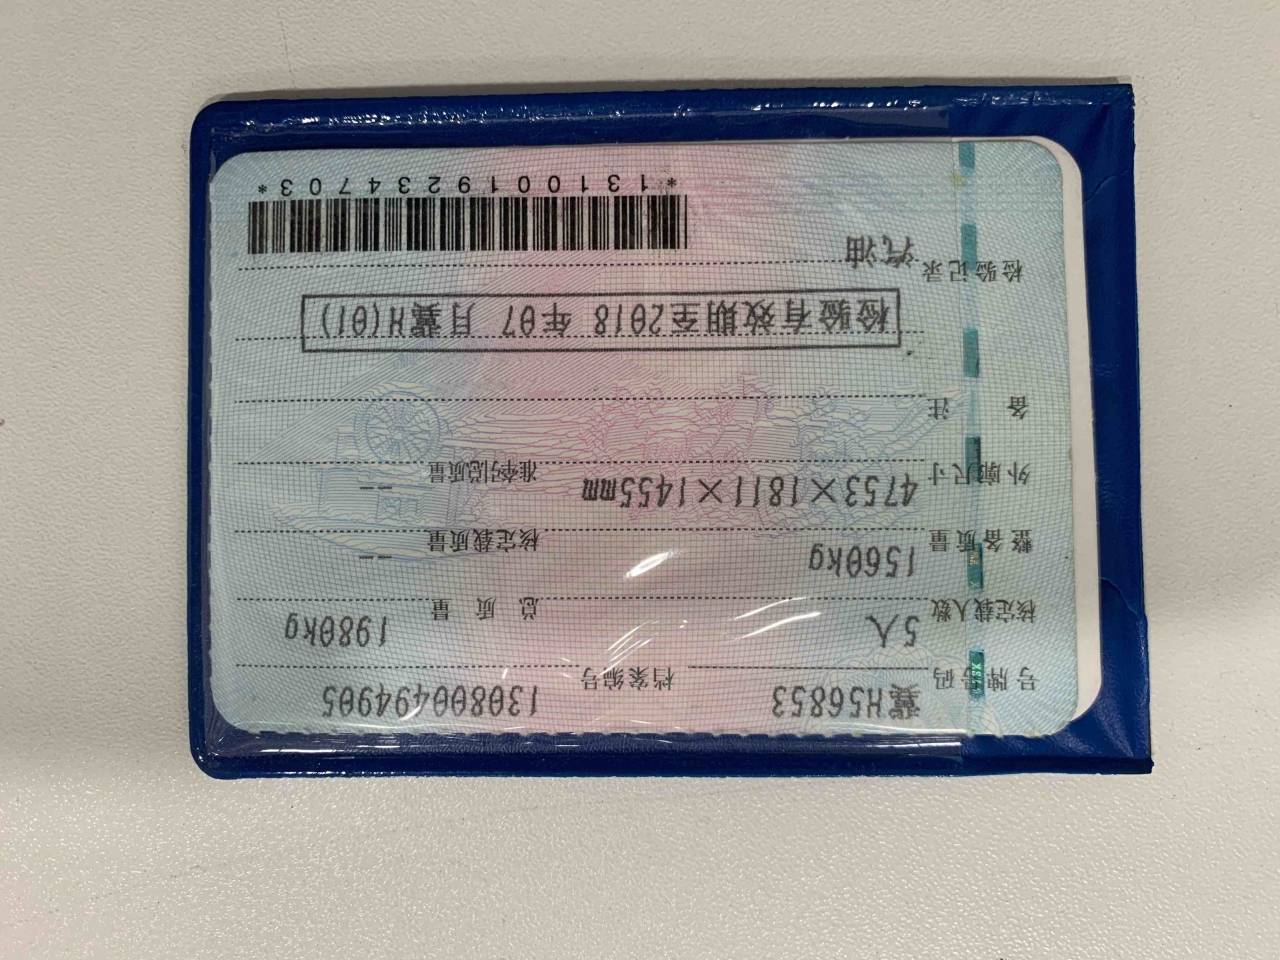 号牌号码 冀H56853 档案编号 130800494905
核定载人数 5人 总质量 1980kg
整备质量 1560kg 核定载质量 --
外廓尺寸 4753×1811×1455mm 准牵引总质量 --
备注
检验有效期至2018 年07 月冀H(01)
检验记录 汽油
*1310019234703*